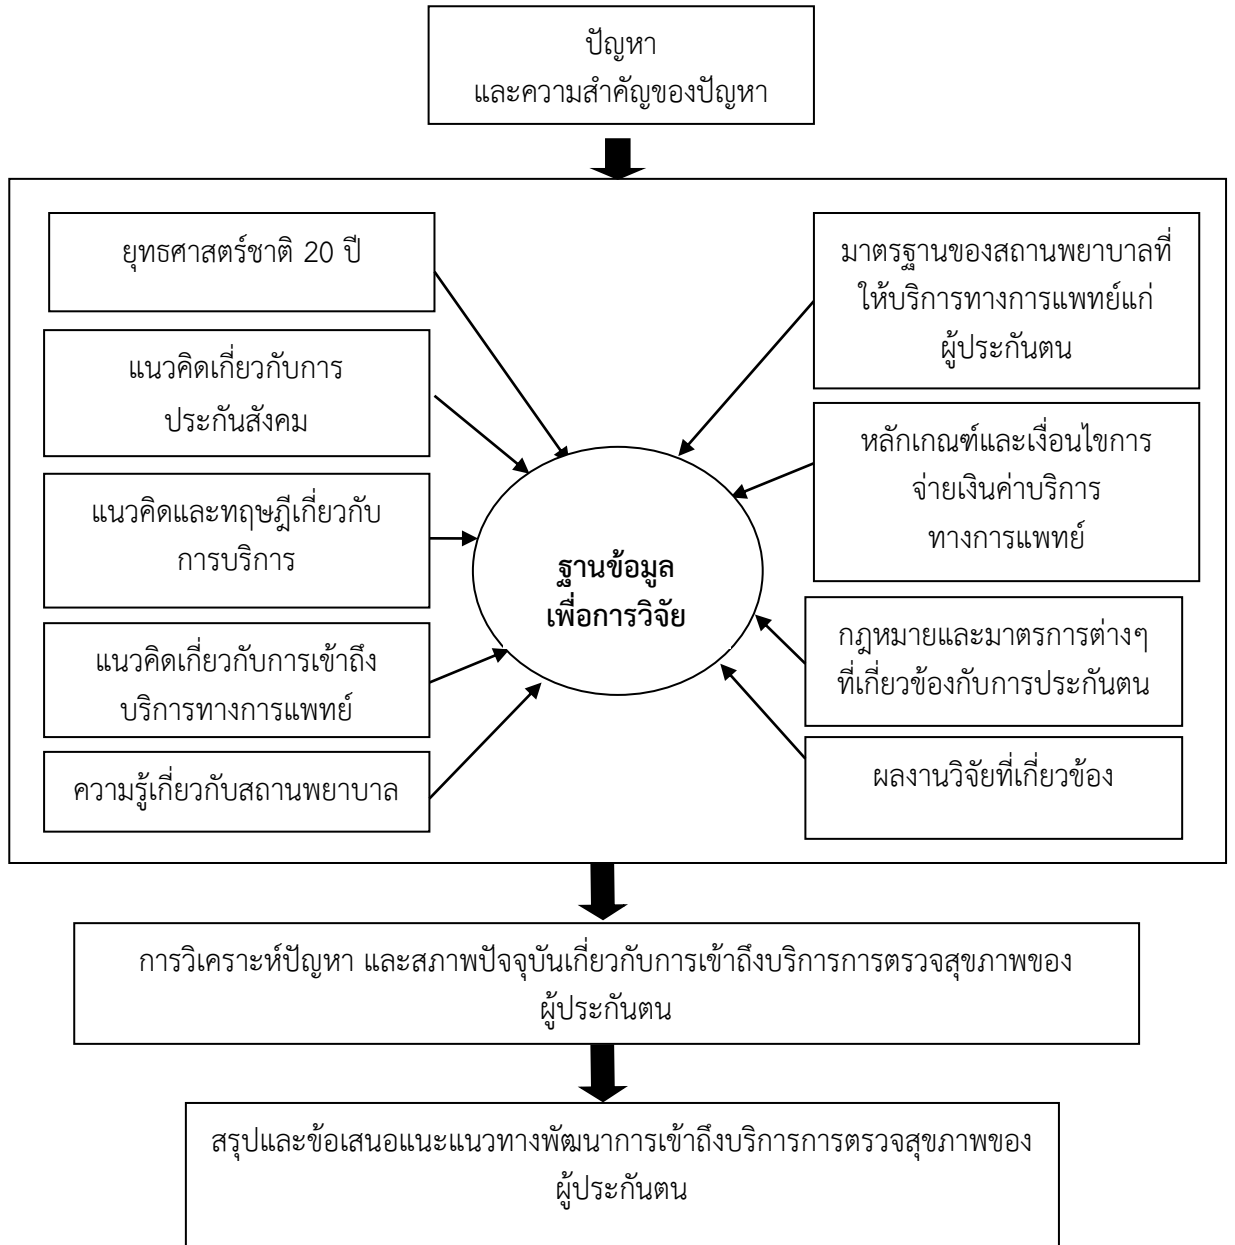 ปัญหา
และความสำคัญของปัญหา
ยุทธศาสตร์ชาติ 20 ปี
แนวคิดเกี่ยวกับการ
ประกันสังคม
แนวคิดและทฤษฎีเกี่ยวกับ
การบริการ
แนวคิดเกี่ยวกับการเข้าถึง
บริการทางการแพทย์
ความรู้เกี่ยวกับสถานพยาบาล
ฐานข้อมูล
เพื่อการวิจัย
มาตรฐานของสถานพยาบาลที่
ให้บริการทางการแพทย์แก่
ผู้ประกันตน
หลักเกณฑ์และเงื่อนไขการ
จ่ายเงินค่าบริการ
ทางการแพทย์
กฎหมายและมาตรการต่างๆ
ที่เกี่ยวข้องกับการประกันตน
ผลงานวิจัยที่เกี่ยวข้อง
การวิเคราะห์ปัญหา และสภาพปัจจุบันเกี่ยวกับการเข้าถึงบริการการตรวจสุขภาพของ
ผู้ประกันตน
สรุปและข้อเสนอแนะแนวทางพัฒนาการเข้าถึงบริการการตรวจสุขภาพของ
ผู้ประกันตน